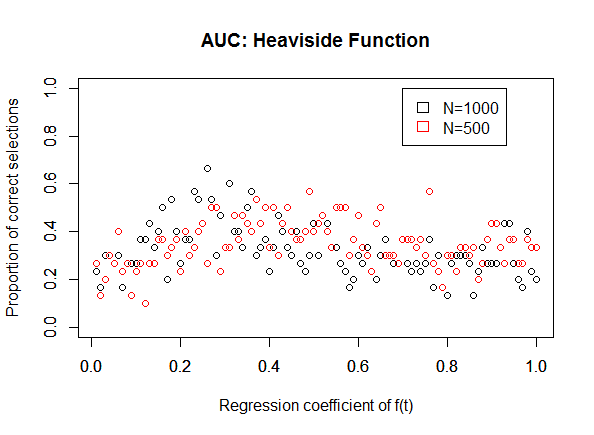 AUC: Heaviside Function
Proportion of correct selections
1.0
0.8
0.6
0.4
0.2
0.0
N=1000
N=500
0.0 0.2 0.4 0.6 0.8 1.0
Regression coefficient of f(t)